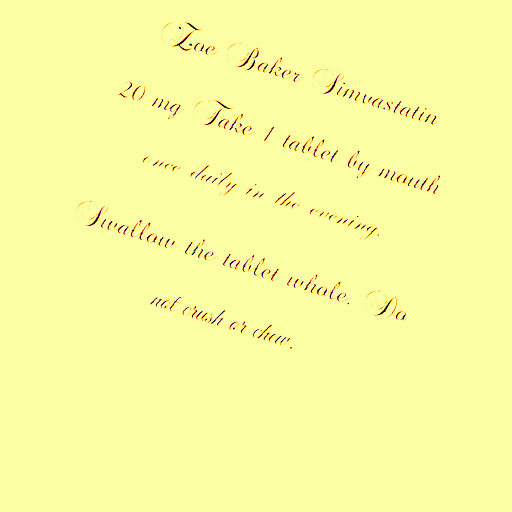 Zoe Baker Simvastatin
20 mg Take 1 tablet by mouth
once daily in the evening.
Swallow the tablet whole. Do
not crush or chew.